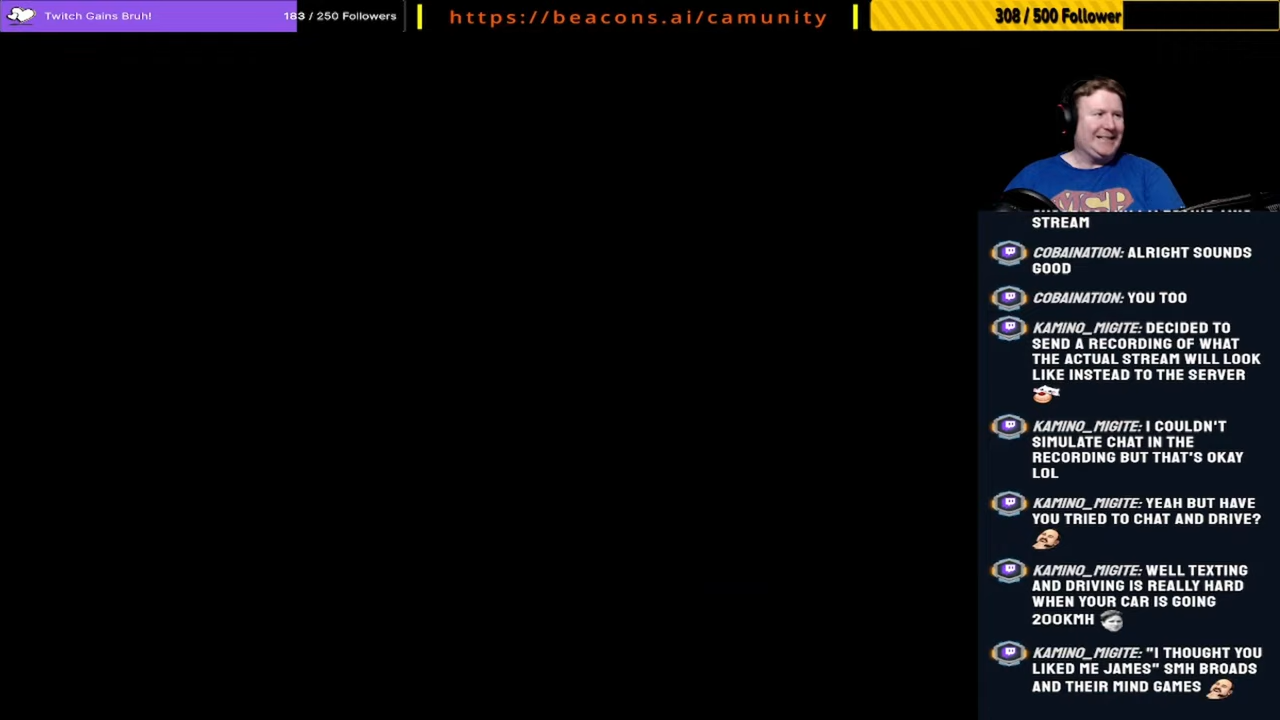 Twitch Gains Bruh!
183 / 250 Followers
https://beacons.ai/camunity
308 / 500 Follower
STREAM
COBAINATION: ALRIGHT SOUNDS
GOOD
COBAINATION: YOU TOO
KAMINO_MIGITE: DECIDED TO
SEND A RECORDING OF WHAT
THE ACTUAL STREAM WILL LOOK
LIKE INSTEAD TO THE SERVER
KAMINO_MIGITE: I COULDN'T
SIMULATE CHAT IN THE
RECORDING BUT THAT'S OKAY
LOL
KAMINO_MIGITE: YEAH BUT HAVE
YOU TRIED TO CHAT AND DRIVE?
KAMINO_MIGITE: WELL TEXTING
AND DRIVING IS REALLY HARD
WHEN YOUR CAR IS GOING
200KMH
KAMINO_MIGITE: "I THOUGHT YOU
LIKED ME JAMES" SMH BROADS
AND THEIR MIND GAMES